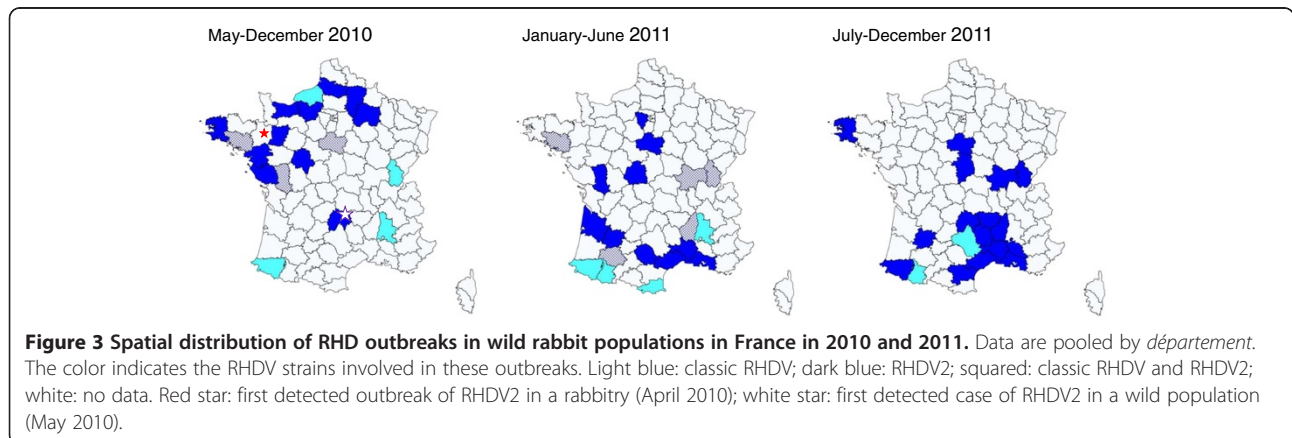 May-December 2010
January-June 2011
July-December 2011
Figure 3 Spatial distribution of RHD outbreaks in wild rabbit populations in France in 2010 and 2011. Data are pooled by département.
The color indicates the RHDV strains involved in these outbreaks. Light blue: classic RHDV; dark blue: RHDV2; squared: classic RHDV and RHDV2;
white: no data. Red star: first detected outbreak of RHDV2 in a rabbitry (April 2010); white star: first detected case of RHDV2 in a wild population
(May 2010).